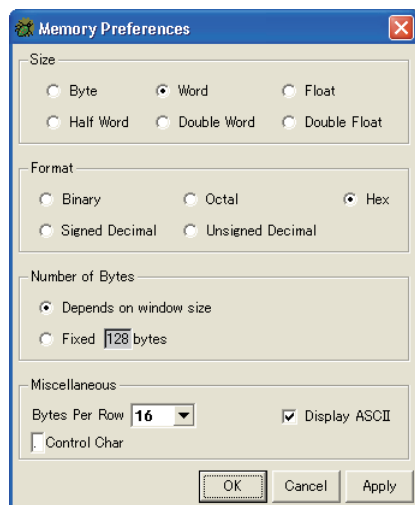 Memory Preferences
Size
Byte Word Float
Half Word Double Word Double Float
Format
Binary Octal Hex
Signed Decimal Unsigned Decimal
Number of Bytes
Depends on window size
Fixed 128 bytes
Miscellaneous
Bytes Per Row 16 Display ASCII
. Control Char
OK Cancel Apply